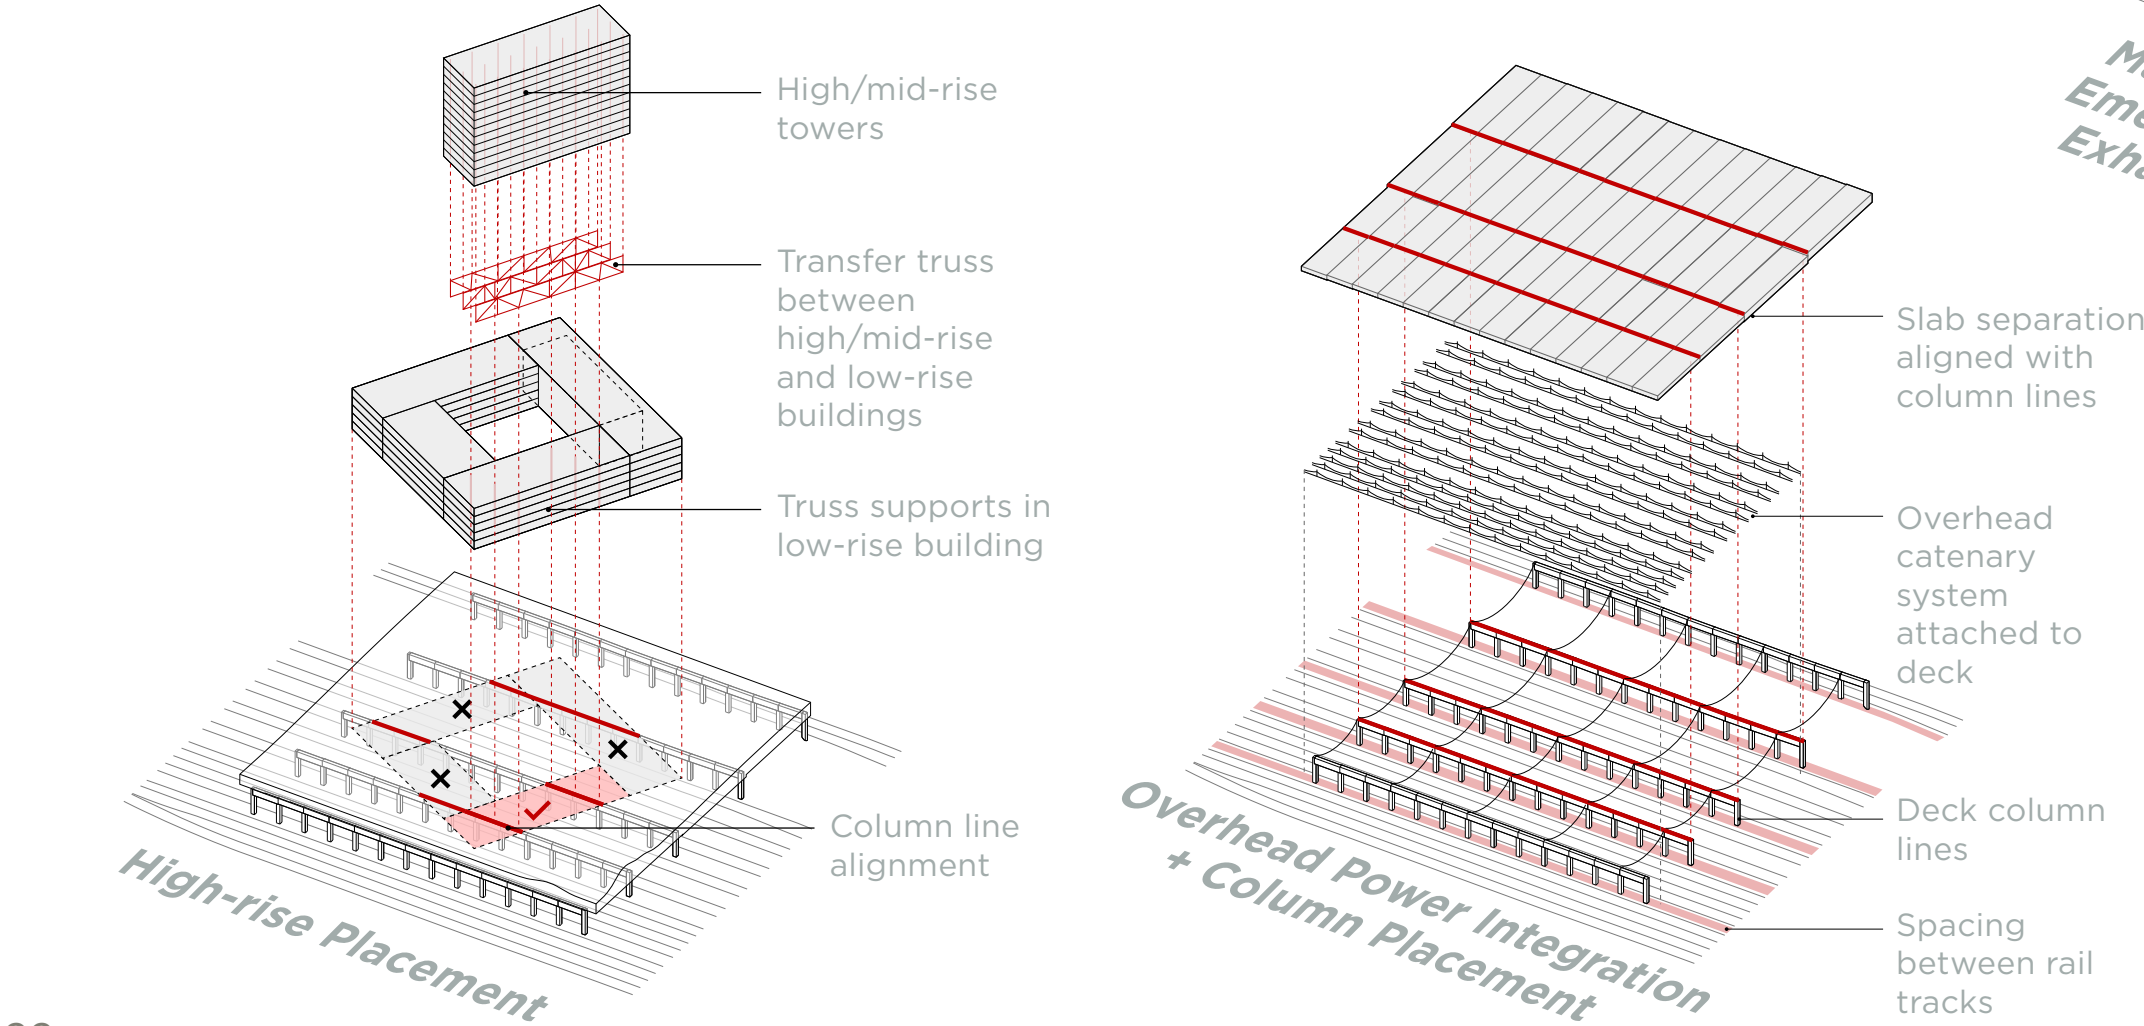 High/mid-rise
towers
Transfer truss
between
high/mid-rise
and low-rise
buildings
Truss supports in
low-rise building
Column line
alignment
High-rise Placement
Slab separation
aligned with
column lines
Overhead
catenary
system
attached to
deck
Deck column
lines
Spacing
between rail
tracks
Overhead Power Integration
+ Column Placement